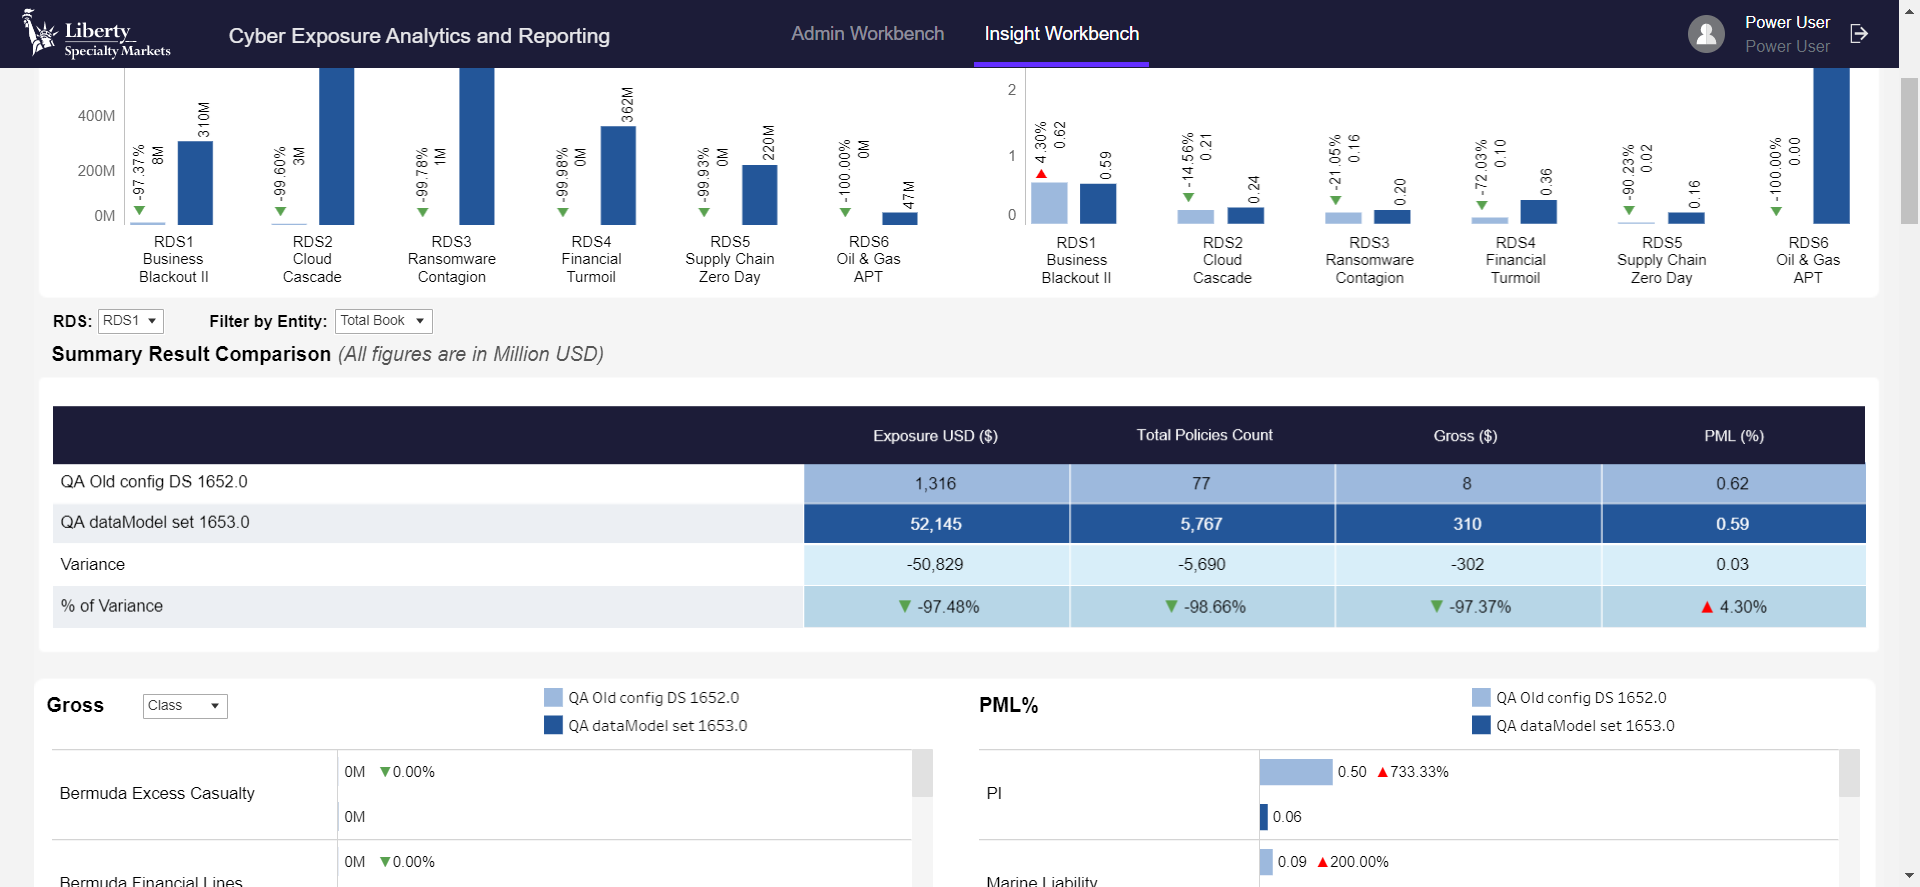 Liberty
Specialty Markets
Cyber Exposure Analytics and Reporting
Admin Workbench
Insight Workbench
Power User
Power User
400M
200M
0M
-97.37%
8M
310M
-99.60%
3M
-99.78%
1M
-99.98%
0M
362M
-99.93%
0M
220M
-100.00%
0M
47M
RDS1
Business
Blackout II
RDS2
Cloud
Cascade
RDS3
Ransomware
Contagion
RDS4
Financial
Turmoil
RDS5
Supply Chain
Zero Day
RDS6
Oil & Gas
APT
2
1
0
4.30%
0.62
0.59
-14.56%
0.21
0.24
-21.05%
0.16
0.20
-72.03%
0.10
0.36
-90.23%
0.02
0.16
-100.00%
0.00
RDS1
Business
Blackout II
RDS2
Cloud
Cascade
RDS3
Ransomware
Contagion
RDS4
Financial
Turmoil
RDS5
Supply Chain
Zero Day
RDS6
Oil & Gas
APT
RDS: RDS1 Filter by Entity: Total Book
Summary Result Comparison (All figures are in Million USD)
Exposure USD ($) Total Policies Count Gross ($) PML (%)
QA Old config DS 1652.0 1,316 77 8 0.62
QA dataModel set 1653.0 52,145 5,767 310 0.59
Variance -50,829 -5,690 -302 0.03
% of Variance ▼ -97.48% ▼ -98.66% ▼ -97.37% ▲ 4.30%
Gross Class
QA Old config DS 1652.0
QA dataModel set 1653.0
Bermuda Excess Casualty
0M ▼0.00%
0M
Bermuda Financial Lines
0M ▼0.00%
PML%
QA Old config DS 1652.0
QA dataModel set 1653.0
PI
0.50 ▲733.33%
0.06
Marine Liability
0.09 ▲200.00%